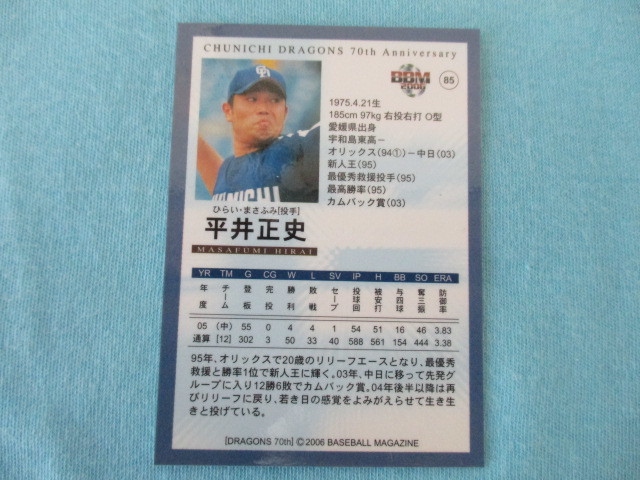 CHUNICHI DRAGONS 70th Anniversary
BBM
2006
85
1975.4.21生
185cm 97kg 右投右打 O型
愛媛県出身
宇和島東高－
オリックス(94①)－中日(03)
新人王(95)
最優秀救援投手(95)
最高勝率(95)
カムバック賞(03)
ひらい・まさふみ[投手]
平井正史
MASAFUMI HIRAI
YR TM G CG W L SV IP H BB SO ERA
年度 チーム 登板 完投 勝利 敗戦 セーブ 投球回 被安打 与四球 奪三振 防御率
05 (中) 55 0 4 4 1 54 51 16 46 3.83
通算 [12] 302 3 50 33 40 588 561 154 444 3.38
95年、オリックスで20歳のリリーフエースとなり、最優秀
救援と勝率1位で新人王に輝く。03年、中日に移って先発グ
ループに入り12勝6敗でカムバック賞。04年後半以降は再
びリリーフに戻り、若き日の感覚をよみがえらせて生き生
きと投げている。
[DRAGONS 70th] ©2006 BASEBALL MAGAZINE